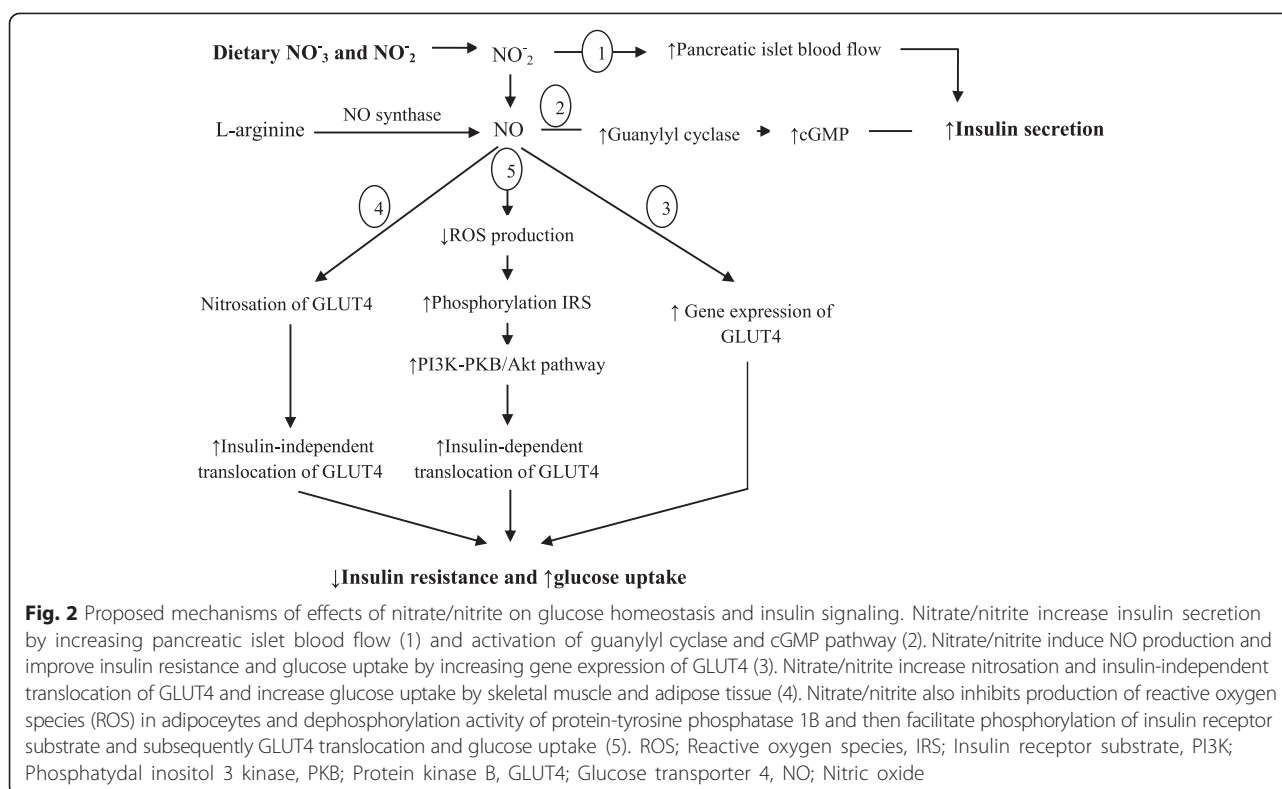 Dietary NO⁻₃ and NO⁻₂
NO⁻₂
1
↑Pancreatic islet blood flow
L-arginine
NO synthase
NO
2
↑Guanylyl cyclase
↑cGMP
↑Insulin secretion
4
5
3
↓ROS production
Nitrosation of GLUT4
↑Phosphorylation IRS
↑ Gene expression of
GLUT4
↑PI3K-PKB/Akt pathway
↑Insulin-independent
translocation of GLUT4
↑Insulin-dependent
translocation of GLUT4
↓Insulin resistance and ↑glucose uptake
Fig. 2 Proposed mechanisms of effects of nitrate/nitrite on glucose homeostasis and insulin signaling. Nitrate/nitrite increase insulin secretion
by increasing pancreatic islet blood flow (1) and activation of guanylyl cyclase and cGMP pathway (2). Nitrate/nitrite induce NO production and
improve insulin resistance and glucose uptake by increasing gene expression of GLUT4 (3). Nitrate/nitrite increase nitrosation and insulin-independent
translocation of GLUT4 and increase glucose uptake by skeletal muscle and adipose tissue (4). Nitrate/nitrite also inhibits production of reactive oxygen
species (ROS) in adipocytes and dephosphorylation activity of protein-tyrosine phosphatase 1B and then facilitate phosphorylation of insulin receptor
substrate and subsequently GLUT4 translocation and glucose uptake (5). ROS; Reactive oxygen species, IRS; Insulin receptor substrate, PI3K;
Phosphatydal inositol 3 kinase, PKB; Protein kinase B, GLUT4; Glucose transporter 4, NO; Nitric oxide